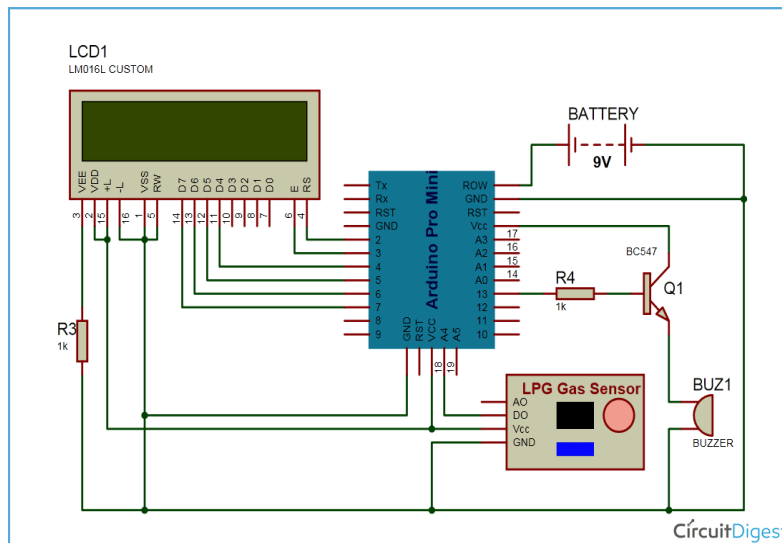 LCD1
LM016L CUSTOM
VEE VDD +L -L VSS RW D7 D6 D5 D4 D3 D2 D1 D0 E RS
3 2 15 16 1 5 14 13 12 11 10 9 8 7 6 4
BATTERY
9V
Arduino Pro Mini
Tx
Rx
RST
GND
2
3
4
5
6
7
8
9
ROW
GND
RST
Vcc
A3 17
A2 16
A1 15
A0 14
13
12
11
10
GND RST VCC A4 A5
18 19
R3
1k
R4
1k
BC547
Q1
LPG Gas Sensor
AO
DO
Vcc
GND
BUZ1
BUZZER
CircuitDigest